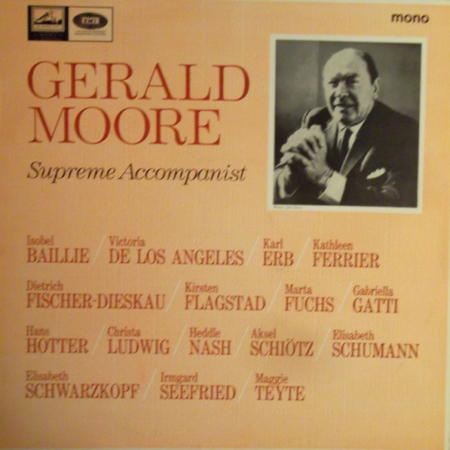 EMI
mono
GERALD
MOORE
Supreme Accompanist
Isobel BAILLIE / Victoria DE LOS ANGELES / Karl ERB / Kathleen FERRIER
Dietrich FISCHER-DIESKAU / Kirsten FLAGSTAD / Marta FUCHS / Gabriella GATTI
Hans HOTTER / Christa LUDWIG / Heddle NASH / Aksel SCHIÖTZ / Elisabeth SCHUMANN
Elisabeth SCHWARZKOPF / Irmgard SEEFRIED / Maggie TEYTE